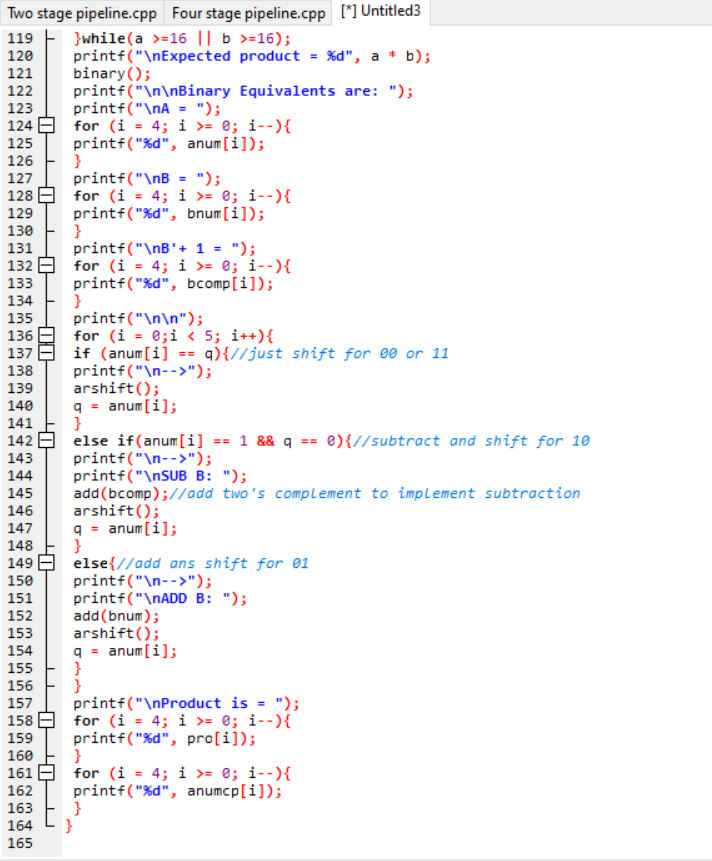 Two stage pipeline.cpp Four stage pipeline.cpp [*] Untitled3
119 }while(a >=16 || b >=16);
120 printf("\nExpected product = %d", a * b);
121 binary();
122 printf("\n\nBinary Equivalents are: ");
123 printf("\nA = ");
124 for (i = 4; i >= 0; i--){
125 printf("%d", anum[i]);
126 }
127 printf("\nB = ");
128 for (i = 4; i >= 0; i--){
129 printf("%d", bnum[i]);
130 }
131 printf("\nB'+ 1 = ");
132 for (i = 4; i >= 0; i--){
133 printf("%d", bcomp[i]);
134 }
135 printf("\n\n");
136 for (i = 0;i < 5; i++){
137 if (anum[i] == q){//just shift for 00 or 11
138 printf("\n-->");
139 arshift();
140 q = anum[i];
141 }
142 else if(anum[i] == 1 && q == 0){//subtract and shift for 10
143 printf("\n-->");
144 printf("\nSUB B: ");
145 add(bcomp);//add two's complement to implement subtraction
146 arshift();
147 q = anum[i];
148 }
149 else{//add ans shift for 01
150 printf("\n-->");
151 printf("\nADD B: ");
152 add(bnum);
153 arshift();
154 q = anum[i];
155 }
156 }
157 printf("\nProduct is = ");
158 for (i = 4; i >= 0; i--){
159 printf("%d", pro[i]);
160 }
161 for (i = 4; i >= 0; i--){
162 printf("%d", anumcp[i]);
163 }
164 }
165